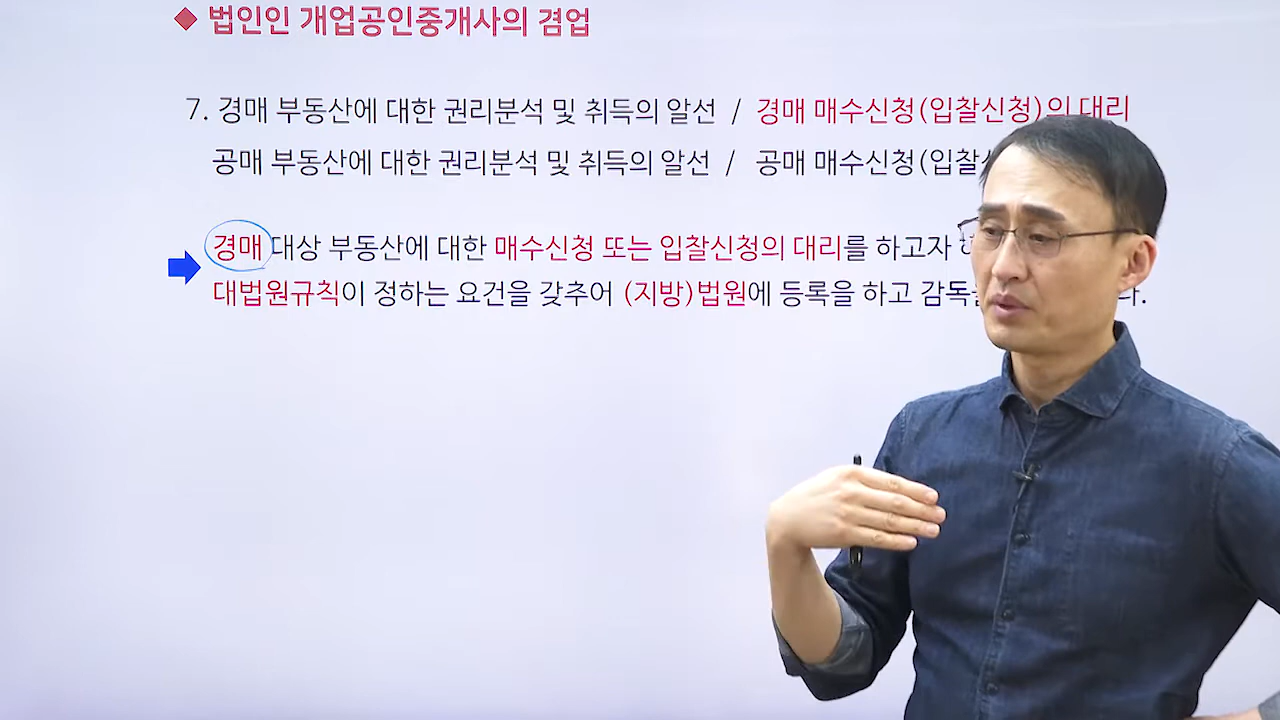 ◆ 법인인 개업공인중개사의 겸업
7. 경매 부동산에 대한 권리분석 및 취득의 알선 / 경매 매수신청(입찰신청)의 대리
공매 부동산에 대한 권리분석 및 취득의 알선 / 공매 매수신청(입찰
경매 대상 부동산에 대한 매수신청 또는 입찰신청의 대리를 하고자
대법원규칙이 정하는 요건을 갖추어 (지방)법원에 등록을 하고 감독 다.